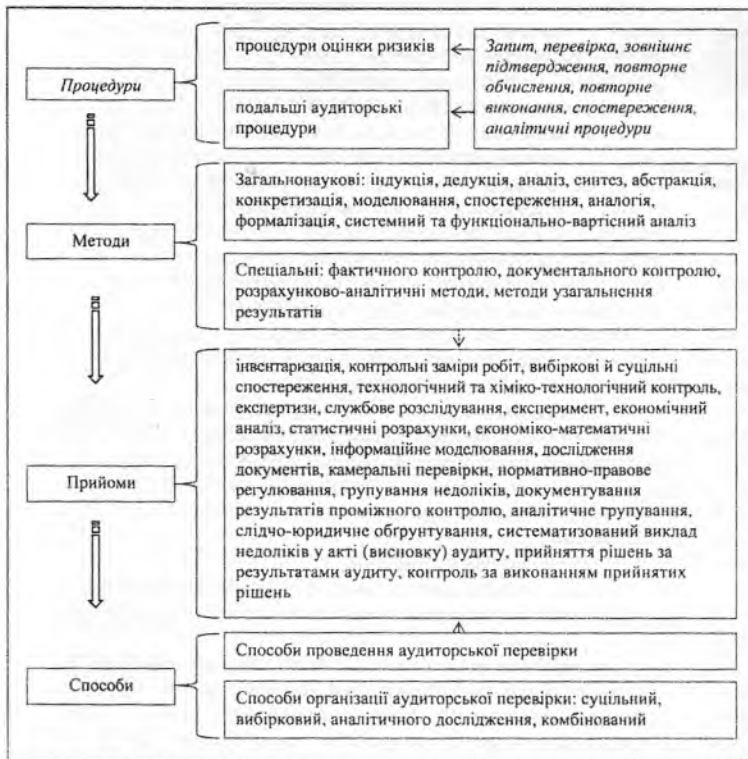 Процедури
процедури оцінки ризиків
подальші аудиторські
процедури
Запит, перевірка, зовнішнє
підтвердження, повторне
обчислення, повторне
виконання, спостереження,
аналітичні процедури
Методи
Загальнонаукові: індукція, дедукція, аналіз, синтез, абстракція,
конкретизація, моделювання, спостереження, аналогія,
формалізація, системний та функціонально-вартісний аналіз
Спеціальні: фактичного контролю, документального контролю,
розрахунково-аналітичні методи, методи узагальнення
результатів
Прийоми
інвентаризація, контрольні заміри робіт, вибіркові й суцільні
спостереження, технологічний та хіміко-технологічний контроль,
експертизи, службове розслідування, експеримент, економічний
аналіз, статистичні розрахунки, економіко-математичні
розрахунки, інформаційне моделювання, дослідження
документів, камеральні перевірки, нормативно-правове
регулювання, групування недоліків, документування
результатів проміжного контролю, аналітичне групування,
слідчо-юридичне обґрунтування, систематизований виклад
недоліків у акті (висновку) аудиту, прийняття рішень за
результатами аудиту, контроль за виконанням прийнятих
рішень
Способи
Способи проведення аудиторської перевірки
Способи організації аудиторської перевірки: суцільний,
вибірковий, аналітичного дослідження, комбінований